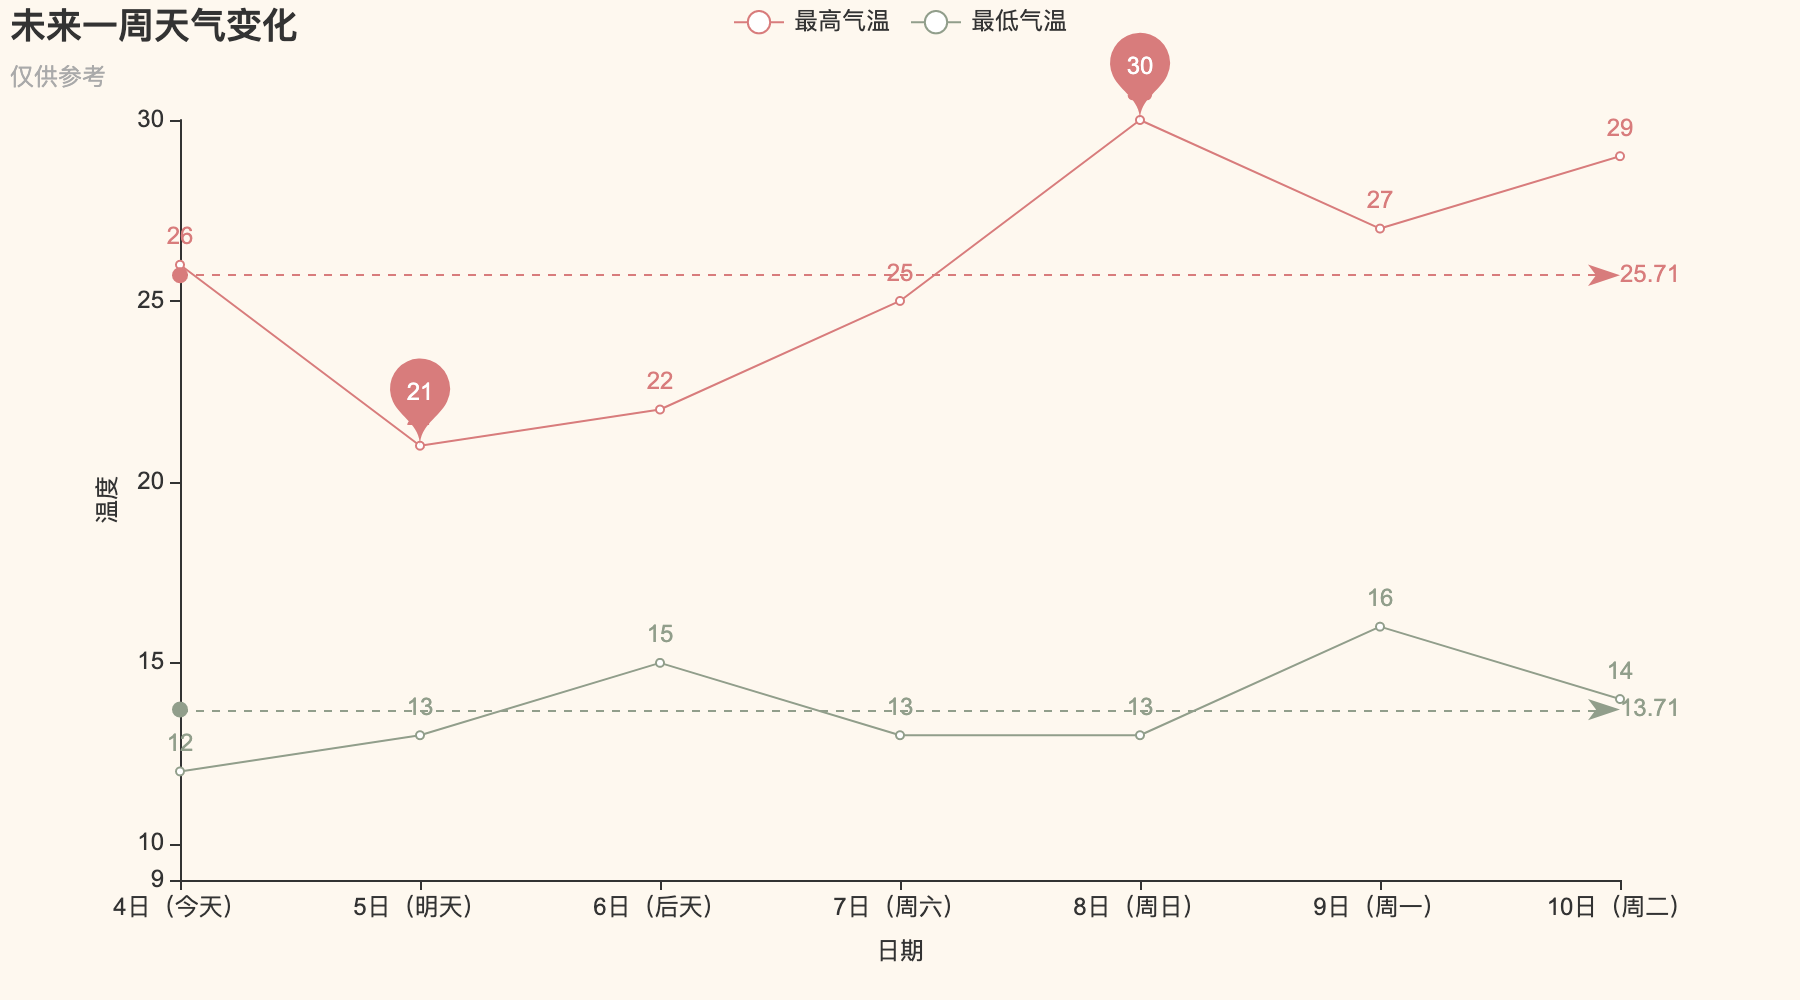 未来一周天气变化
仅供参考
最高气温
最低气温
30
25
20
15
10
9
温度
26
21
22
25
30
27
29
25.71
12
13
15
13
13
16
14
13.71
4日（今天）
5日（明天）
6日（后天）
7日（周六）
8日（周日）
9日（周一）
10日（周二）
日期